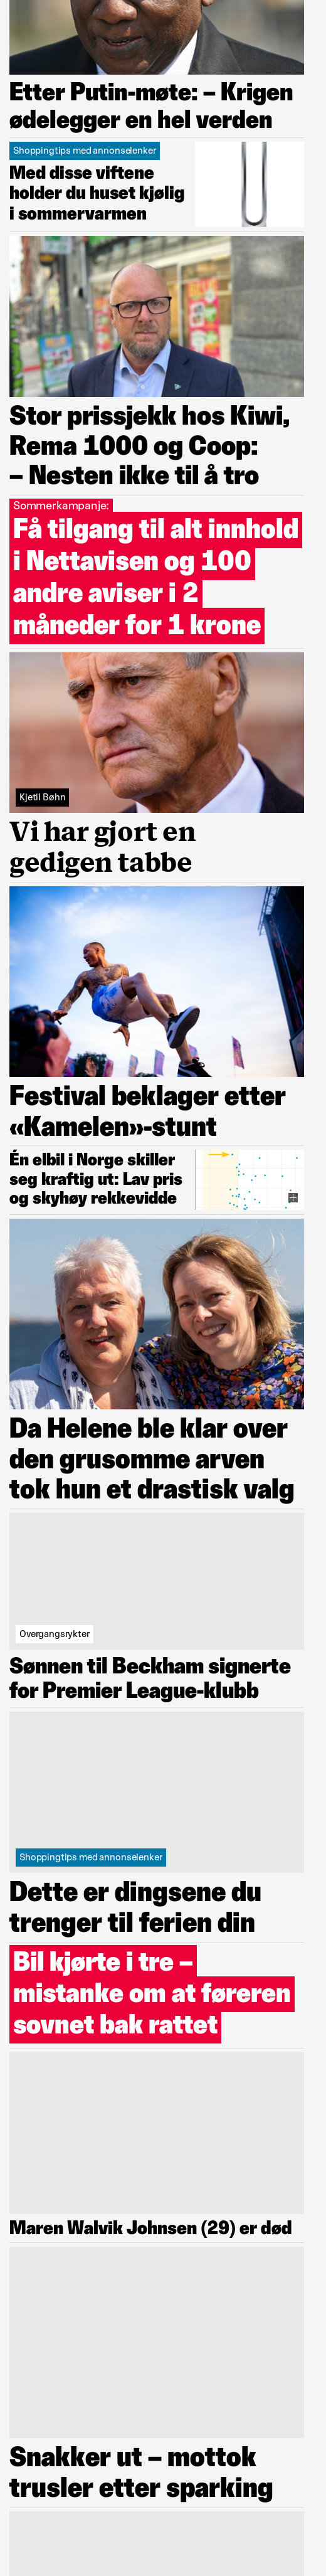 Etter Putin-møte: – Krigen
ødelegger en hel verden
Shoppingtips med annonselenker
Med disse viftene
holder du huset kjølig
i sommervarmen
Stor prissjekk hos Kiwi,
Rema 1000 og Coop:
– Nesten ikke til å tro
Sommerkampanje:
Få tilgang til alt innhold
i Nettavisen og 100
andre aviser i 2
måneder for 1 krone
Kjetil Bøhn
Vi har gjort en
gedigen tabbe
Festival beklager etter
«Kamelen»-stunt
Én elbil i Norge skiller
seg kraftig ut: Lav pris
og skyhøy rekkevidde
Da Helene ble klar over
den grusomme arven
tok hun et drastisk valg
Overgangsrykter
Sønnen til Beckham signerte
for Premier League-klubb
Shoppingtips med annonselenker
Dette er dingsene du
trenger til ferien din
Bil kjørte i tre –
mistanke om at føreren
sovnet bak rattet
Maren Walvik Johnsen (29) er død
Snakker ut – mottok
trusler etter sparking